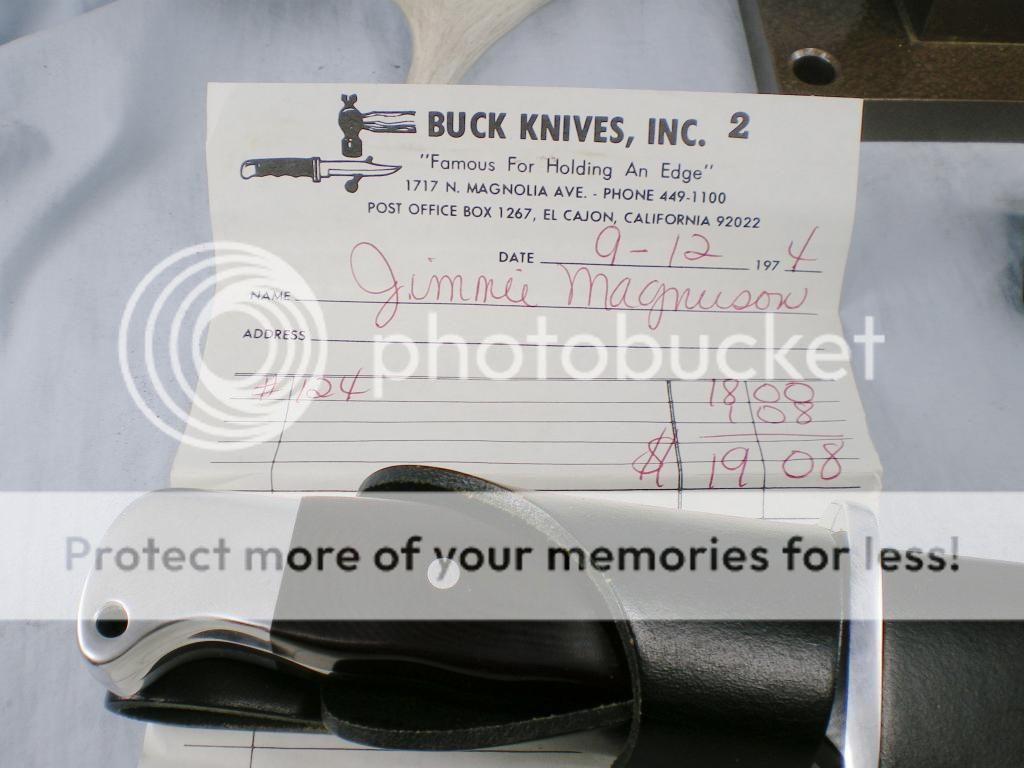 BUCK KNIVES, INC. 2
"Famous For Holding An Edge"
1717 N. MAGNOLIA AVE. - PHONE 449-1100
POST OFFICE BOX 1267, EL CAJON, CALIFORNIA 92022
DATE 9-12 1974
NAME Jimmie Magnuson
ADDRESS
photobucket
#124 18 00
1 08
$ 19 08
Protect more of your memories for less!